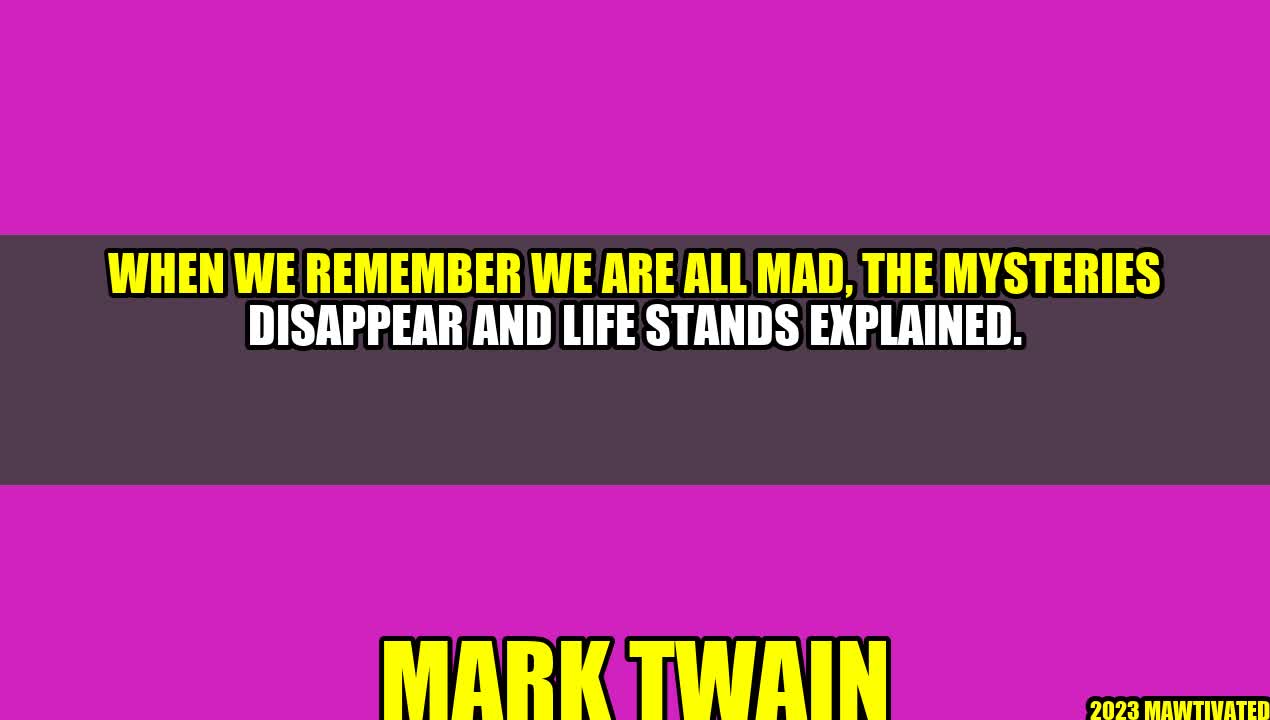 WHEN WE REMEMBER WE ARE ALL MAD, THE MYSTERIES
DISAPPEAR AND LIFE STANDS EXPLAINED.
MARK TWAIN
2023 MAWTIVATED